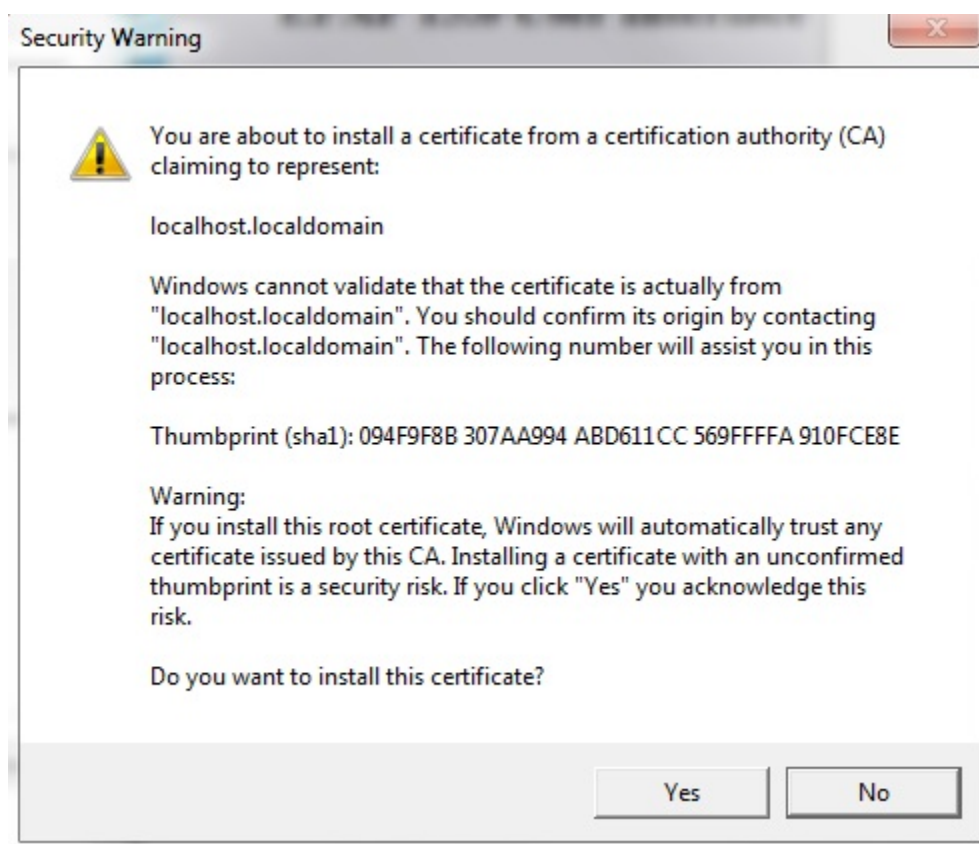 Security Warning
You are about to install a certificate from a certification authority (CA)
claiming to represent:
localhost.localdomain
Windows cannot validate that the certificate is actually from
"localhost.localdomain". You should confirm its origin by contacting
"localhost.localdomain". The following number will assist you in this
process:
Thumbprint (sha1): 094F9F8B 307AA994 ABD611CC 569FFFFA 910FCE8E
Warning:
If you install this root certificate, Windows will automatically trust any
certificate issued by this CA. Installing a certificate with an unconfirmed
thumbprint is a security risk. If you click "Yes" you acknowledge this
risk.
Do you want to install this certificate?
Yes
No